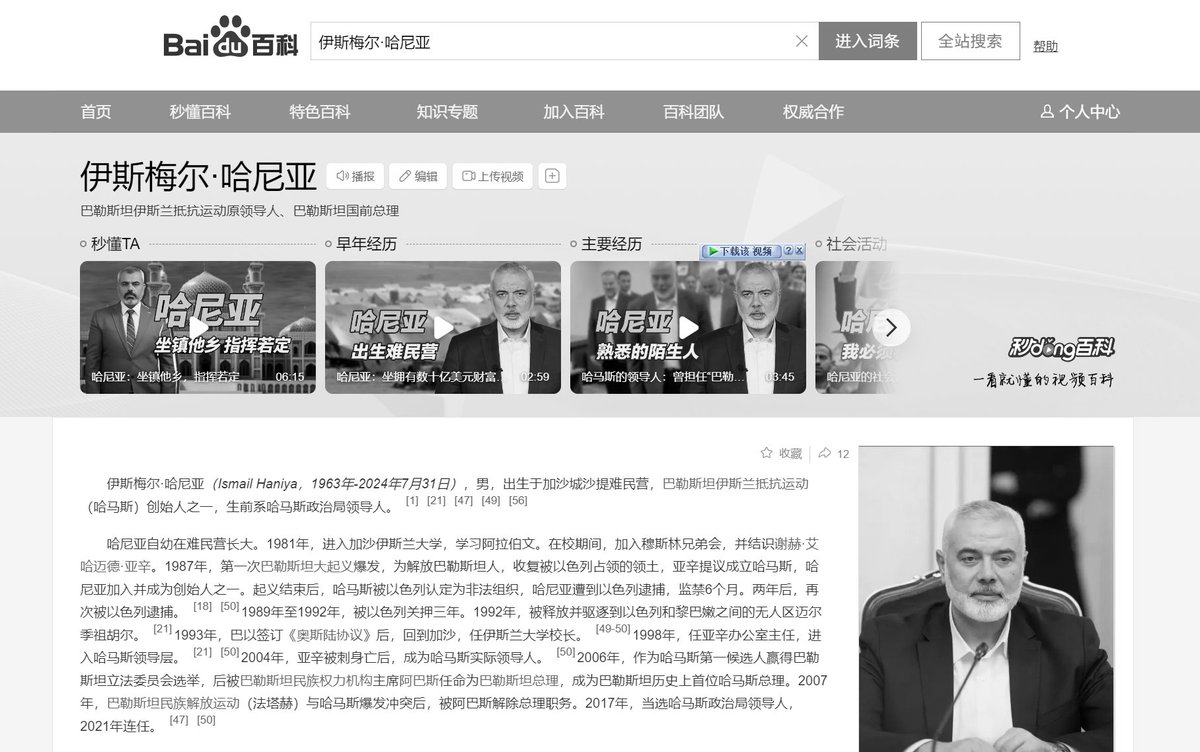 Bai du 百科
伊斯梅尔·哈尼亚
进入词条
全站搜索
帮助
首页 秒懂百科 特色百科 知识专题 加入百科 百科团队 权威合作 个人中心
伊斯梅尔·哈尼亚 播报 编辑 上传视频
巴勒斯坦伊斯兰抵抗运动原领导人、巴勒斯坦国前总理
秒懂TA 早年经历 主要经历 社会活动
下载该视频 ? X
哈尼亚
坐镇他乡 指挥若定
哈尼亚：坐镇他乡，指挥若定 06:15
哈尼亚
出生难民营
哈尼亚：坐拥有数十亿美元财富... 02:59
哈尼亚
熟悉的陌生人
哈马斯的领导人：曾担任“巴勒... 03:45
哈尼
我必须
哈尼亚的社会
秒dong百科
一看就懂的视频百科
收藏 12
伊斯梅尔·哈尼亚（Ismail Haniya，1963年-2024年7月31日），男，出生于加沙城沙提难民营，巴勒斯坦伊斯兰抵抗运动
（哈马斯）创始人之一，生前系哈马斯政治局领导人。 [1] [21] [47] [49] [56]
哈尼亚自幼在难民营长大。1981年，进入加沙伊斯兰大学，学习阿拉伯文。在校期间，加入穆斯林兄弟会，并结识谢赫·艾
哈迈德·亚辛。1987年，第一次巴勒斯坦大起义爆发，为解放巴勒斯坦人，收复被以色列占领的领土，亚辛提议成立哈马斯，哈
尼亚加入并成为创始人之一。起义结束后，哈马斯被以色列认定为非法组织，哈尼亚遭到以色列逮捕，监禁6个月。两年后，再
次被以色列逮捕。 [18] [50]1989年至1992年，被以色列关押三年。1992年，被释放并驱逐到以色列和黎巴嫩之间的无人区迈尔
季祖胡尔。 [21]1993年，巴以签订《奥斯陆协议》后，回到加沙，任伊斯兰大学校长。 [49-50]1998年，任亚辛办公室主任，进
入哈马斯领导层。 [21] [50]2004年，亚辛被刺身亡后，成为哈马斯实际领导人。 [50]2006年，作为哈马斯第一候选人赢得巴勒
斯坦立法委员会选举，后被巴勒斯坦民族权力机构主席阿巴斯任命为巴勒斯坦总理，成为巴勒斯坦历史上首位哈马斯总理。2007
年，巴勒斯坦民族解放运动（法塔赫）与哈马斯爆发冲突后，被阿巴斯解除总理职务。2017年，当选哈马斯政治局领导人，
2021年连任。 [47] [50]